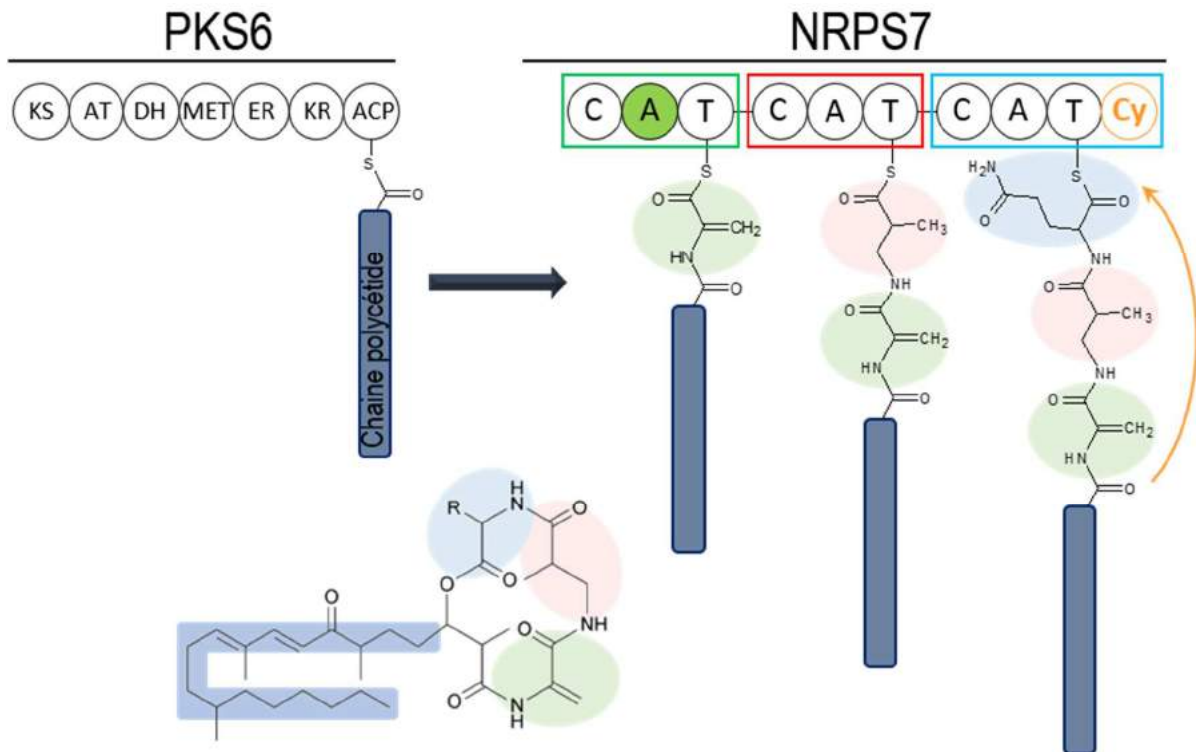 PKS6
NRPS7
KS AT DH MET ER KR ACP
C A T C A T C A T Cy
S
O
Chaine polycétide
S
O
CH2
HN
O
S
O
CH3
NH
O
CH2
HN
O
H2N
O
S
O
NH
O
CH3
NH
O
CH2
HN
O
R
H
N
O
O
O
O
NH
O
O
N
H